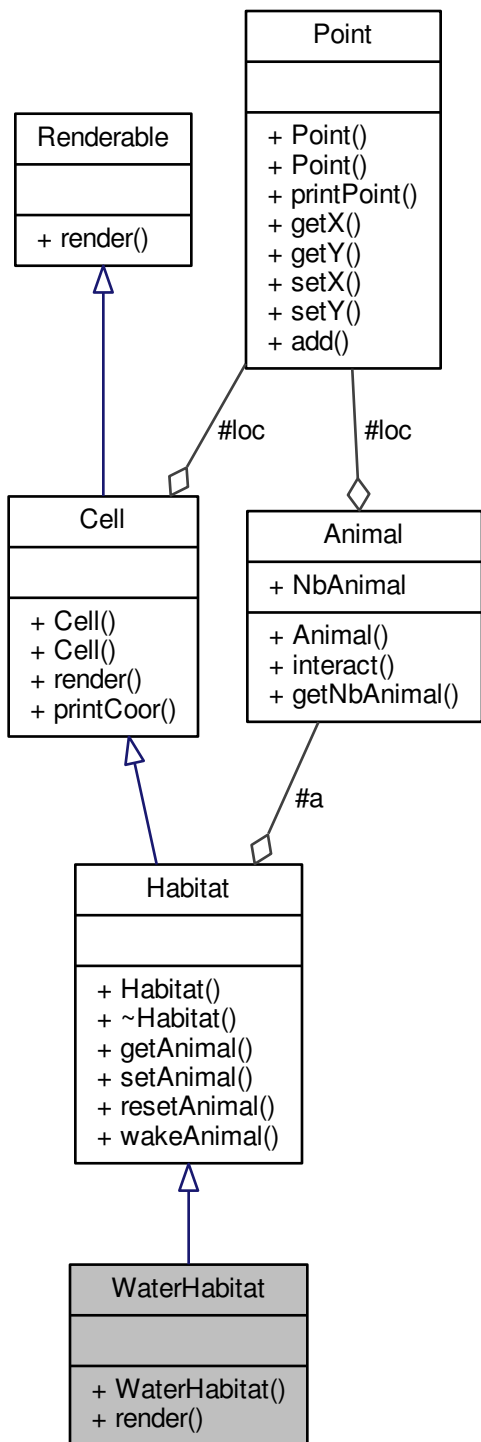 Point
+ Point()
+ Point()
+ printPoint()
+ getX()
+ getY()
+ setX()
+ setY()
+ add()
Renderable
+ render()
#loc
#loc
Cell
+ Cell()
+ Cell()
+ render()
+ printCoor()
Animal
+ NbAnimal
+ Animal()
+ interact()
+ getNbAnimal()
#a
Habitat
+ Habitat()
+ ~Habitat()
+ getAnimal()
+ setAnimal()
+ resetAnimal()
+ wakeAnimal()
WaterHabitat
+ WaterHabitat()
+ render()